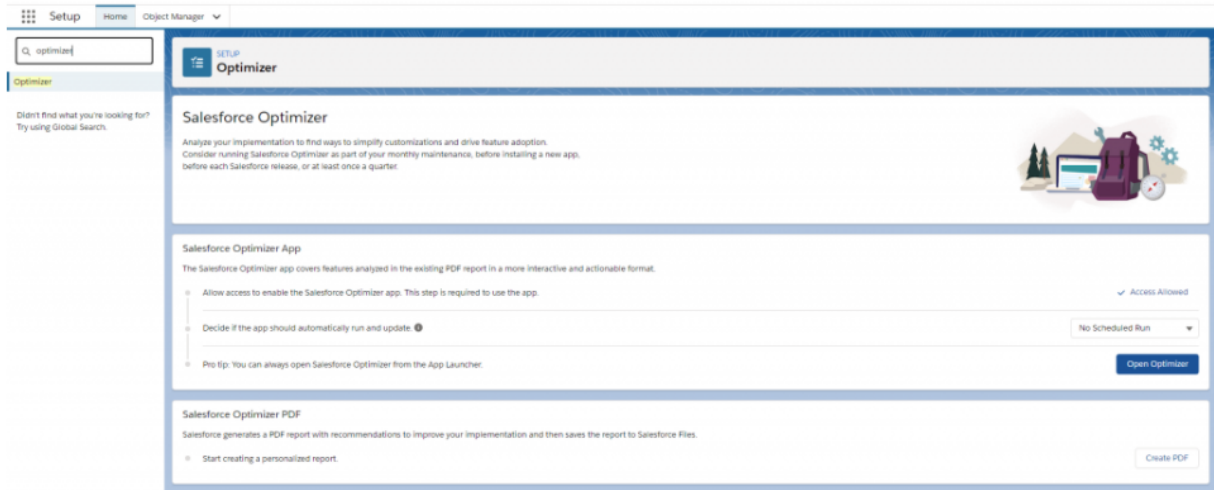 Setup
Home
Object Manager
optimizer
Optimizer
Didn't find what you're looking for?
Try using Global Search.
SETUP
Optimizer
Salesforce Optimizer
Analyze your implementation to find ways to simplify customizations and drive feature adoption.
Consider running Salesforce Optimizer as part of your monthly maintenance, before installing a new app,
before each Salesforce release, or at least once a quarter.
Salesforce Optimizer App
The Salesforce Optimizer app covers features analyzed in the existing PDF report in a more interactive and actionable format.
Allow access to enable the Salesforce Optimizer app. This step is required to use the app.
Access Allowed
Decide if the app should automatically run and update.
No Scheduled Run
Pro tip: You can always open Salesforce Optimizer from the App Launcher.
Open Optimizer
Salesforce Optimizer PDF
Salesforce generates a PDF report with recommendations to improve your implementation and then saves the report to Salesforce Files.
Start creating a personalized report.
Create PDF